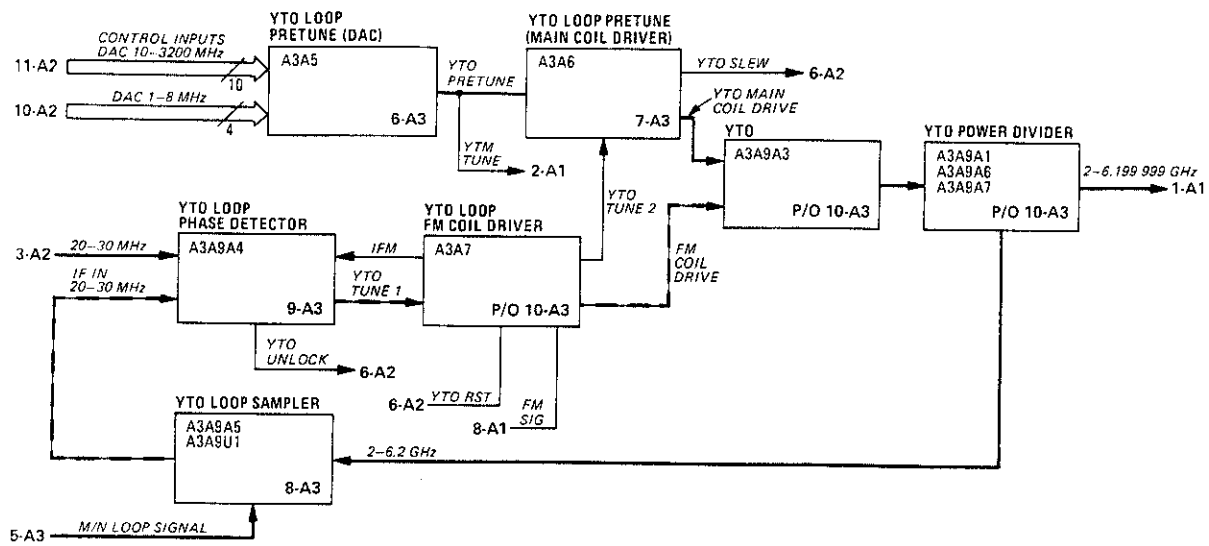 YTO LOOP
PRETUNE (DAC)
YTO LOOP PRETUNE
(MAIN COIL DRIVER)
CONTROL INPUTS
DAC 10-3200 MHz
11-A2
10
DAC 1-8 MHz
10-A2
4
A3A5
6-A3
YTO
PRETUNE
YTM
TUNE
2-A1
A3A6
7-A3
YTO SLEW
6-A2
YTO MAIN
COIL DRIVE
YTO
A3A9A3
P/O 10-A3
YTO POWER DIVIDER
A3A9A1
A3A9A6
A3A9A7
P/O 10-A3
2-6.199 999 GHz
1-A1
YTO LOOP
PHASE DETECTOR
20-30 MHz
3-A2
IF IN
20-30 MHz
A3A9A4
9-A3
IFM
YTO
TUNE 1
YTO LOOP
FM COIL DRIVER
A3A7
P/O 10-A3
YTO
TUNE 2
FM
COIL
DRIVE
YTO
UNLOCK
6-A2
6-A2
YTO RST
8-A1
FM
SIG
YTO LOOP SAMPLER
A3A9A5
A3A9U1
8-A3
2-6.2 GHz
5-A3
M/N LOOP SIGNAL